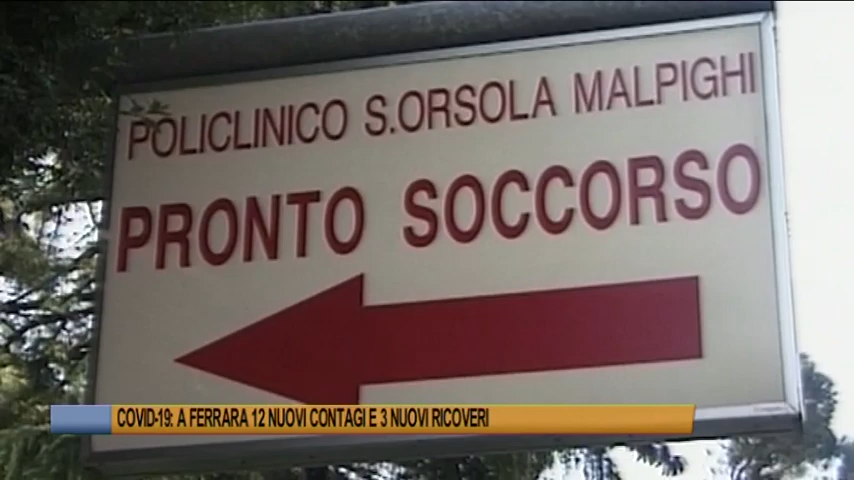 POLICLINICO S.ORSOLA MALPIGHI
PRONTO SOCCORSO
COVID-19: A FERRARA 12 NUOVI CONTAGI E 3 NUOVI RICOVERI